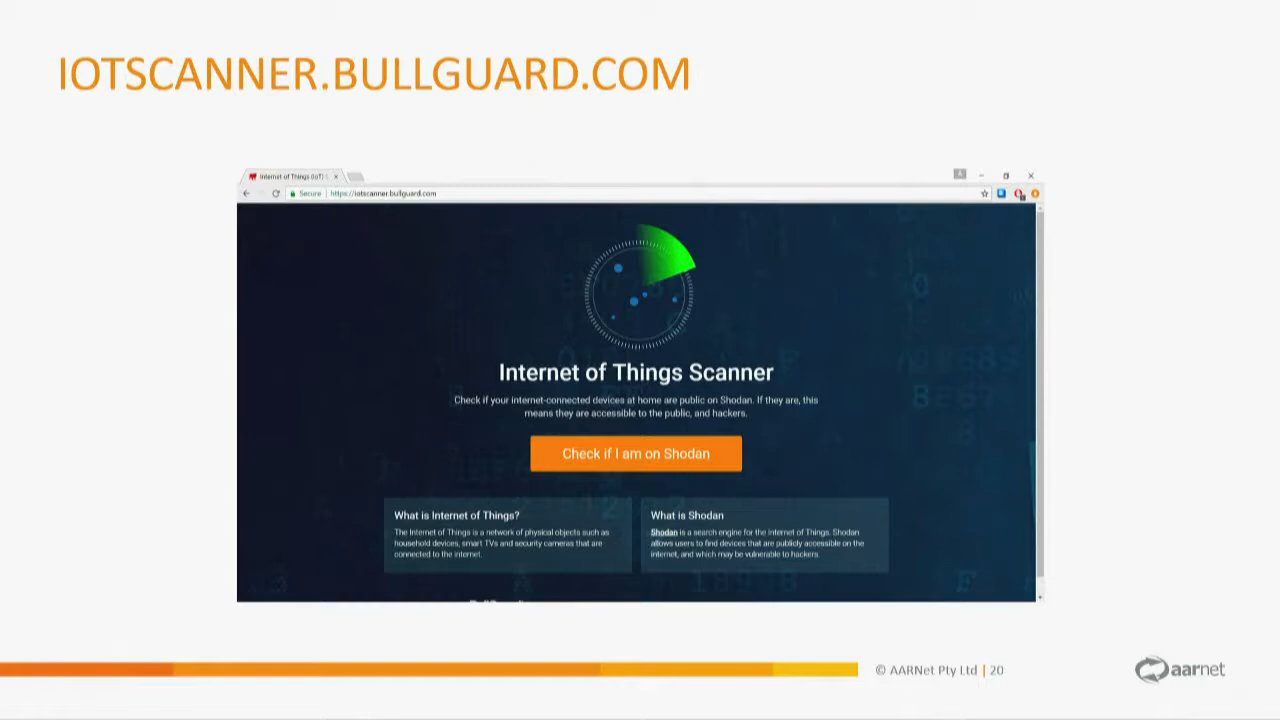 IOTSCANNER.BULLGUARD.COM
Internet of Things (IoT) S
Secure | https://iotscanner.bullguard.com
Internet of Things Scanner
Check if your internet-connected devices at home are public on Shodan. If they are, this
means they are accessible to the public, and hackers.
Check if I am on Shodan
What is Internet of Things?
The Internet of Things is a network of physical objects such as
household devices, smart TVs and security cameras that are
connected to the internet.
What is Shodan
Shodan is a search engine for the Internet of Things. Shodan
allows users to find devices that are publicly accessible on the
internet, and which may be vulnerable to hackers.
© AARNet Pty Ltd | 20
aarnet